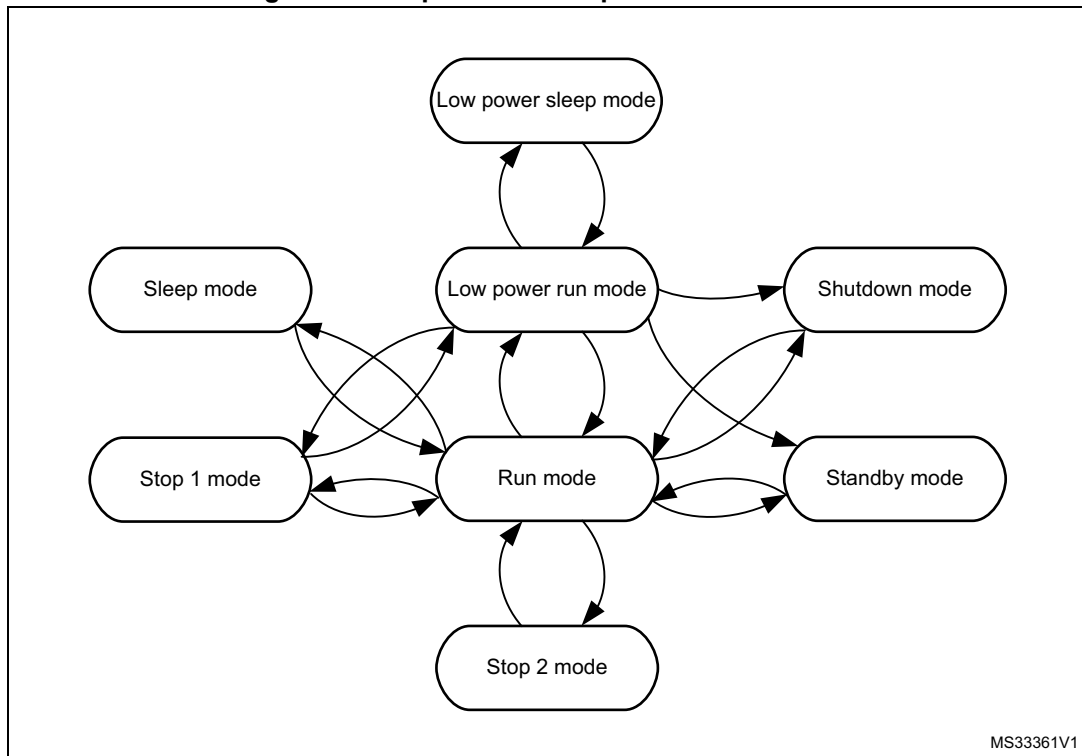 Low power sleep mode
Sleep mode
Low power run mode
Shutdown mode
Stop 1 mode
Run mode
Standby mode
Stop 2 mode
MS33361V1